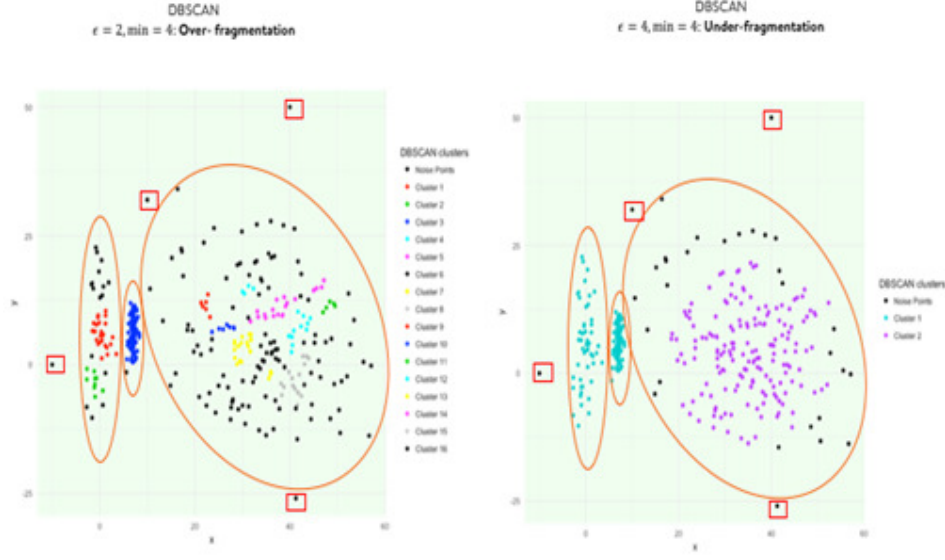 DBSCAN
ϵ = 2, min = 4: Over- fragmentation
50
25
0
-25
y
0
20
40
60
x
DBSCAN clusters
Noise Points
Cluster 1
Cluster 2
Cluster 3
Cluster 4
Cluster 5
Cluster 6
Cluster 7
Cluster 8
Cluster 9
Cluster 10
Cluster 11
Cluster 12
Cluster 13
Cluster 14
Cluster 15
Cluster 16
DBSCAN
ϵ = 4, min = 4: Under-fragmentation
50
25
0
-25
y
0
20
40
60
x
DBSCAN clusters
Noise Points
Cluster 1
Cluster 2